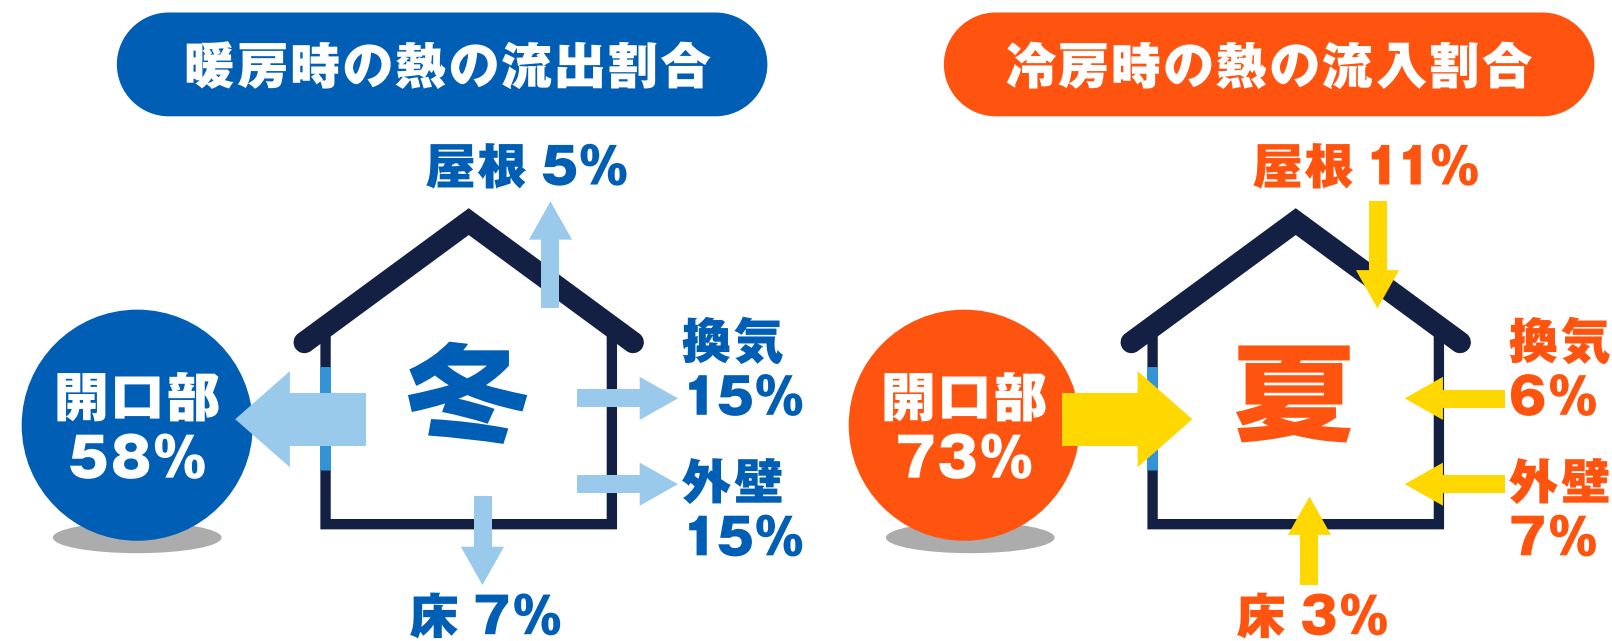 暖房時の熱の流出割合
屋根 5%
開口部
58%
冬
換気
15%
外壁
15%
床 7%
冷房時の熱の流入割合
屋根 11%
開口部
73%
夏
換気
6%
外壁
7%
床 3%